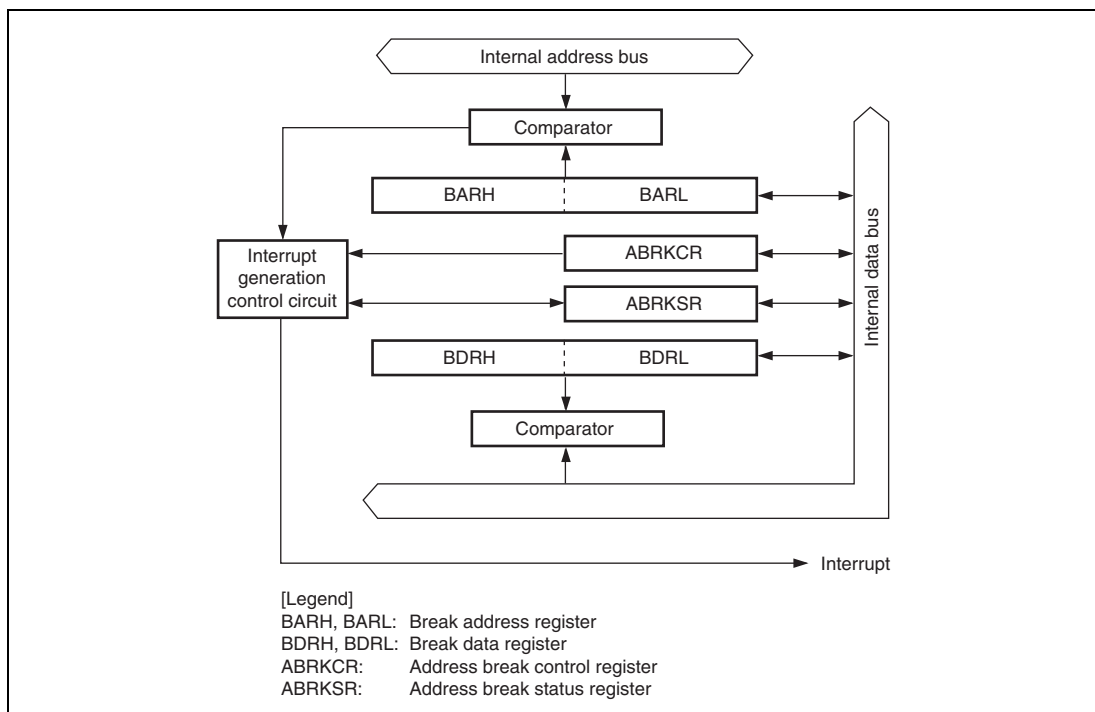 Internal address bus
Comparator
BARH BARL
Interrupt
generation
control circuit
ABRKCR
ABRKSR
BDRH BDRL
Internal data bus
Comparator
Interrupt
[Legend]
BARH, BARL: Break address register
BDRH, BDRL: Break data register
ABRKCR: Address break control register
ABRKSR: Address break status register